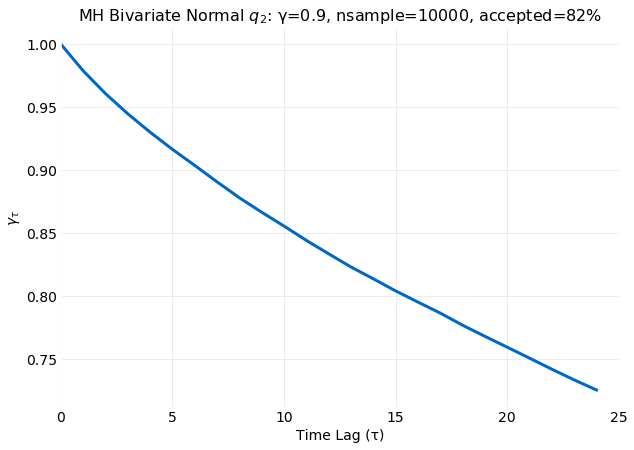 MH Bivariate Normal q₂: γ=0.9, nsample=10000, accepted=82%
1.00
0.95
0.90
0.85
0.80
0.75
γτ
0 5 10 15 20 25
Time Lag (τ)